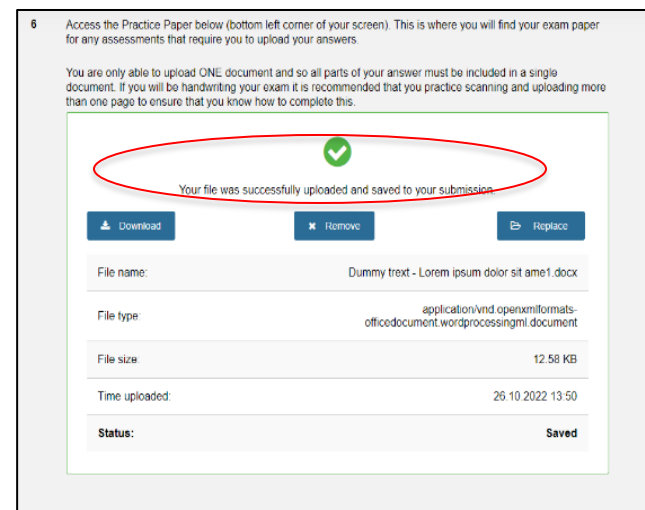 6 Access the Practice Paper below (bottom left corner of your screen). This is where you will find your exam paper
for any assessments that require you to upload your answers.
You are only able to upload ONE document and so all parts of your answer must be included in a single
document. If you will be handwriting your exam it is recommended that you practice scanning and uploading more
than one page to ensure that you know how to complete this.
Your file was successfully uploaded and saved to your submission.
Download Remove Replace
File name: Dummy trext - Lorem ipsum dolor sit ame1.docx
File type: application/vnd.openxmlformats-
officedocument.wordprocessingml.document
File size: 12.58 KB
Time uploaded: 26.10.2022 13:50
Status: Saved